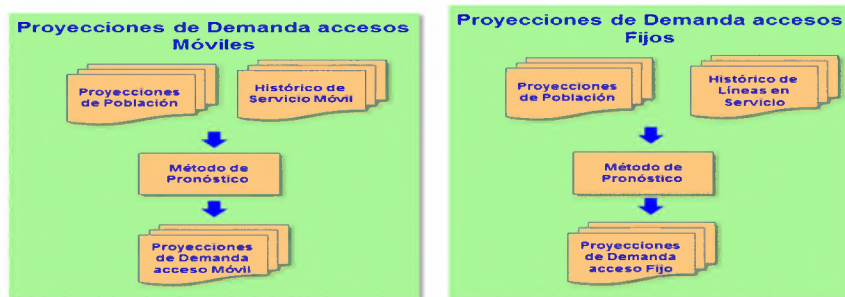 Proyecciones de Demanda accesos
Móviles
Proyecciones
de Población
Histórico de
Servicio Móvil
Método de
Pronóstico
Proyecciones
de Demanda
acceso Móvil
Proyecciones de Demanda accesos
Fijos
Proyecciones
de Población
Histórico de
Líneas en
Servicio
Método de
Pronóstico
Proyecciones
de Demanda
acceso Fijo